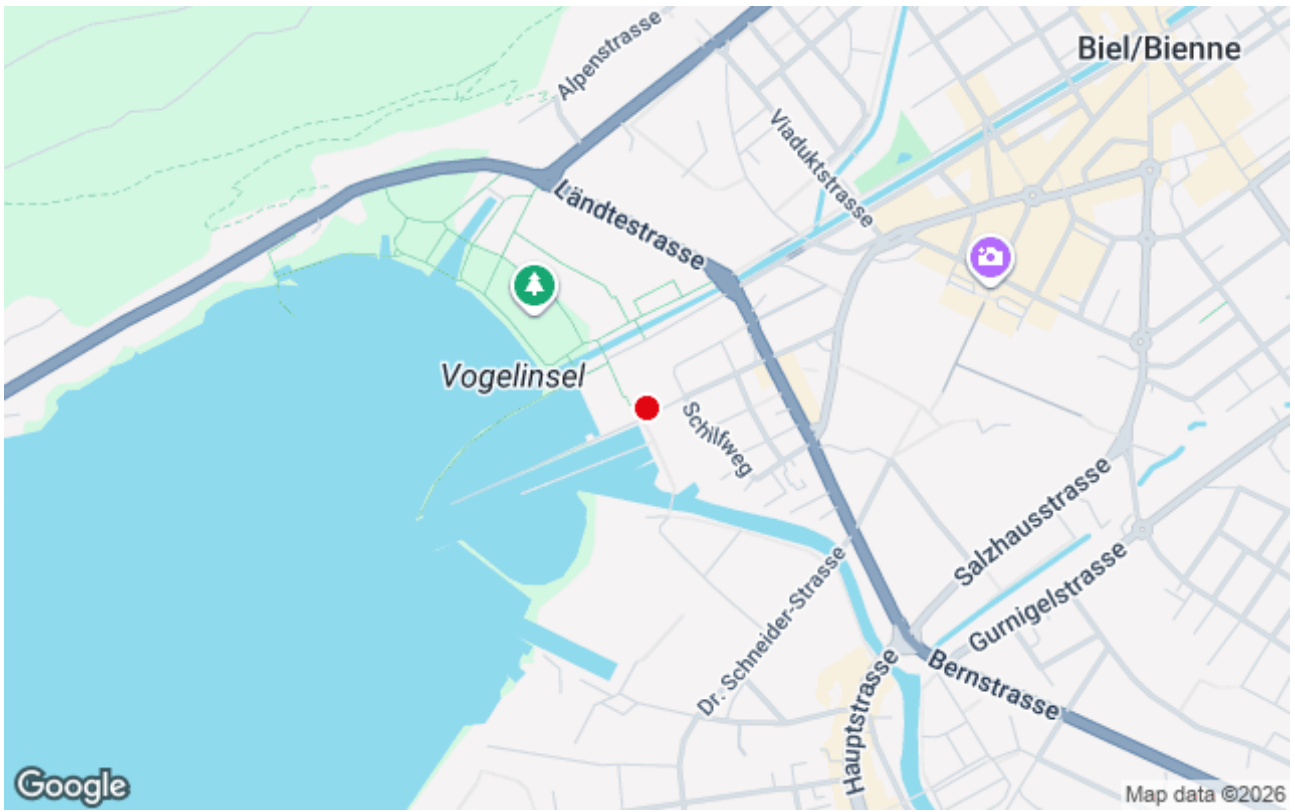 Alpenstrasse
Biel/Bienne
Viaduktstrasse
Ländtestrasse
Vogelinsel
Schilfweg
Salzhausstrasse
Gurnigelstrasse
Dr. Schneider-Strasse
Hauptstrasse
Bernstrasse
Google
Map data ©2026